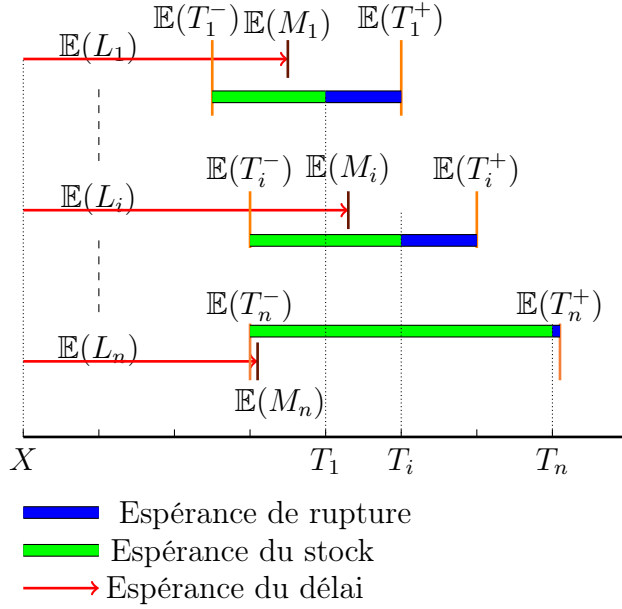 𝔼(T₁⁻) 𝔼(M₁) 𝔼(T₁⁺)
𝔼(L₁)
𝔼(Tᵢ⁻) 𝔼(Mᵢ) 𝔼(Tᵢ⁺)
𝔼(Lᵢ)
𝔼(Tₙ⁻) 𝔼(Tₙ⁺)
𝔼(Lₙ)
𝔼(Mₙ)
X T₁ Tᵢ Tₙ
Espérance de rupture
Espérance du stock
Espérance du délai